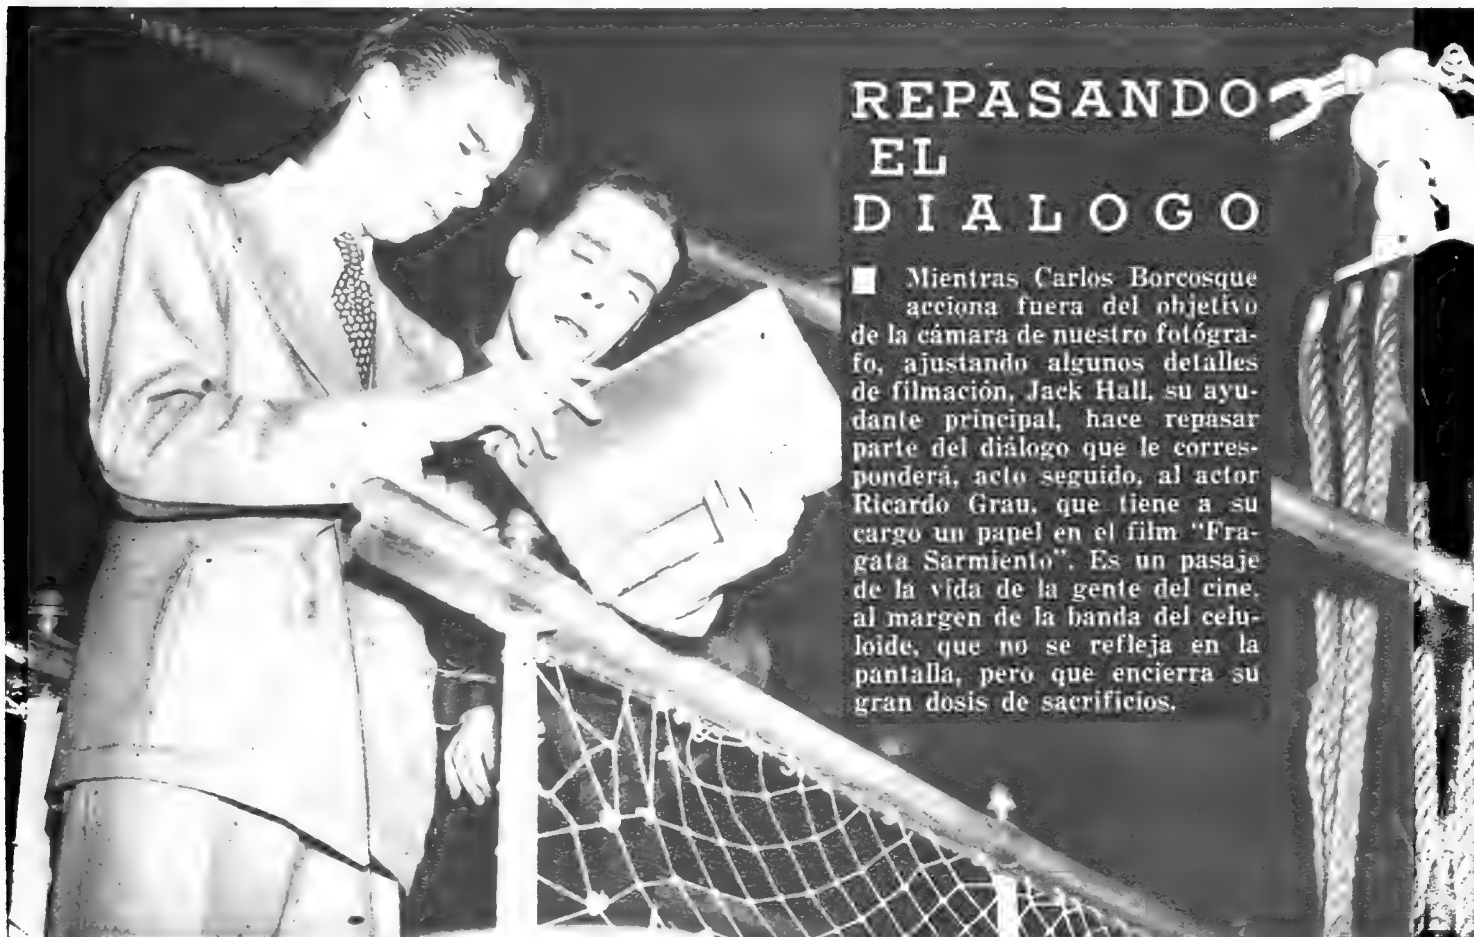 REPASANDO
EL
DIALOGO
Mientras Carlos Borcosque
acciona fuera del objetivo
de la cámara de nuestro fotógra-
fo, ajustando algunos detalles
de filmación, Jack Hall, su ayu-
dante principal, hace repasar
parte del diálogo que le corres-
ponderá, acto seguido, al actor
Ricardo Grau, que tiene a su
cargo un papel en el film “Fra-
gata Sarmiento”. Es un pasaje
de la vida de la gente del cine,
al margen de la banda del celu-
loide, que no se refleja en la
pantalla, pero que encierra su
gran dosis de sacrificios.